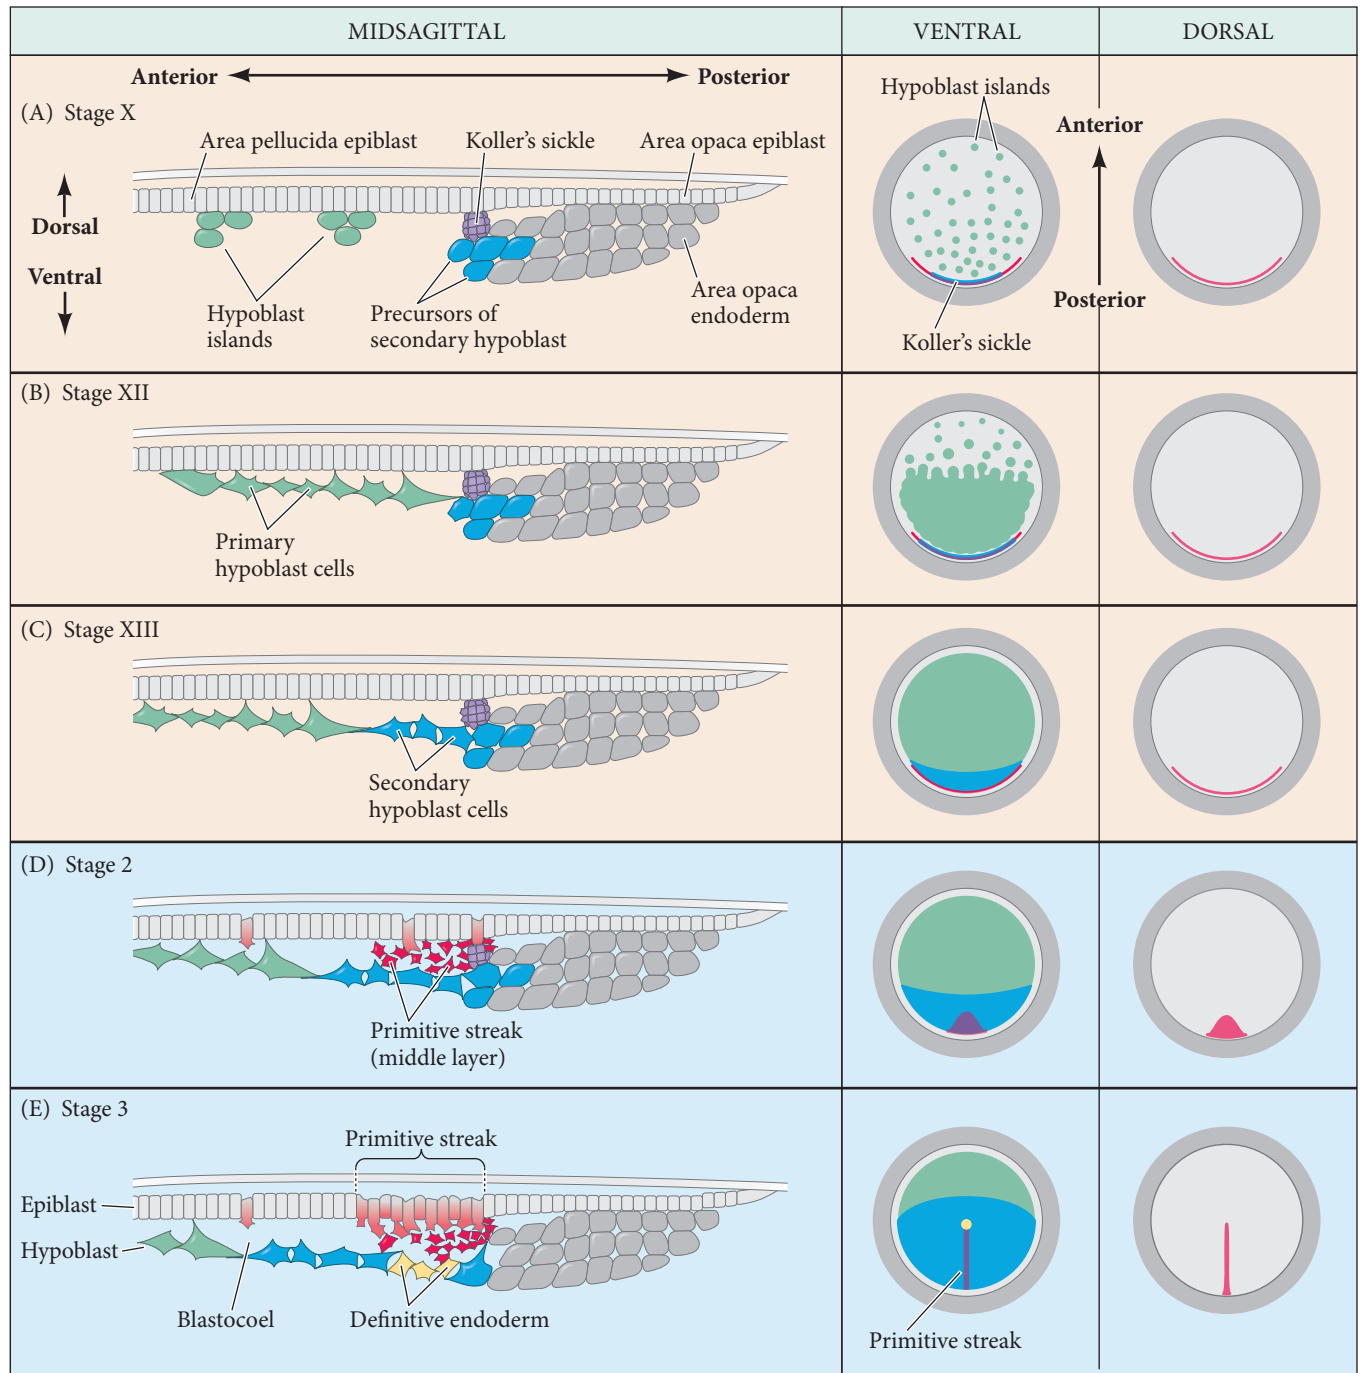 MIDSAGITTAL
VENTRAL
DORSAL
Anterior
Posterior
(A) Stage X
Area pellucida epiblast
Koller's sickle
Area opaca epiblast
Dorsal
Ventral
Hypoblast
islands
Precursors of
secondary hypoblast
Area opaca
endoderm
Hypoblast islands
Koller's sickle
Anterior
Posterior
(B) Stage XII
Primary
hypoblast cells
(C) Stage XIII
Secondary
hypoblast cells
(D) Stage 2
Primitive streak
(middle layer)
(E) Stage 3
Primitive streak
Epiblast
Hypoblast
Blastocoel
Definitive endoderm
Primitive streak